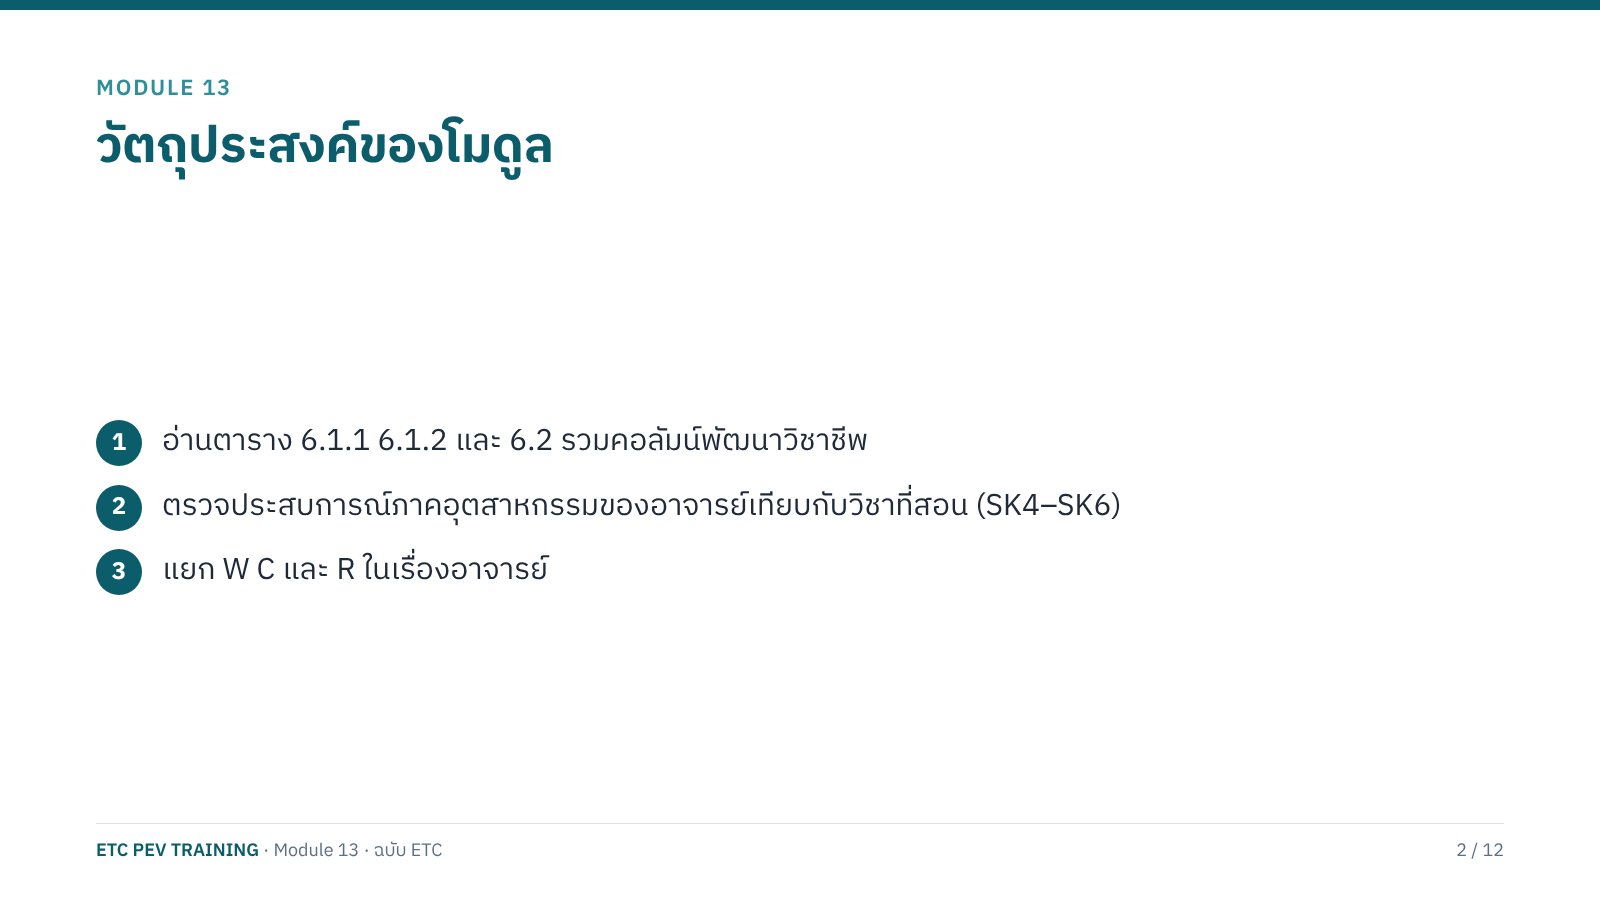 MODULE 13
วัตถุประสงค์ของโมดูล
1 อ่านตาราง 6.1.1 6.1.2 และ 6.2 รวมคอลัมน์พัฒนาวิชาชีพ
2 ตรวจประสบการณ์ภาคอุตสาหกรรมของอาจารย์เทียบกับวิชาที่สอน (SK4–SK6)
3 แยก W C และ R ในเรื่องอาจารย์
ETC PEV TRAINING · Module 13 · ฉบับ ETC
2 / 12